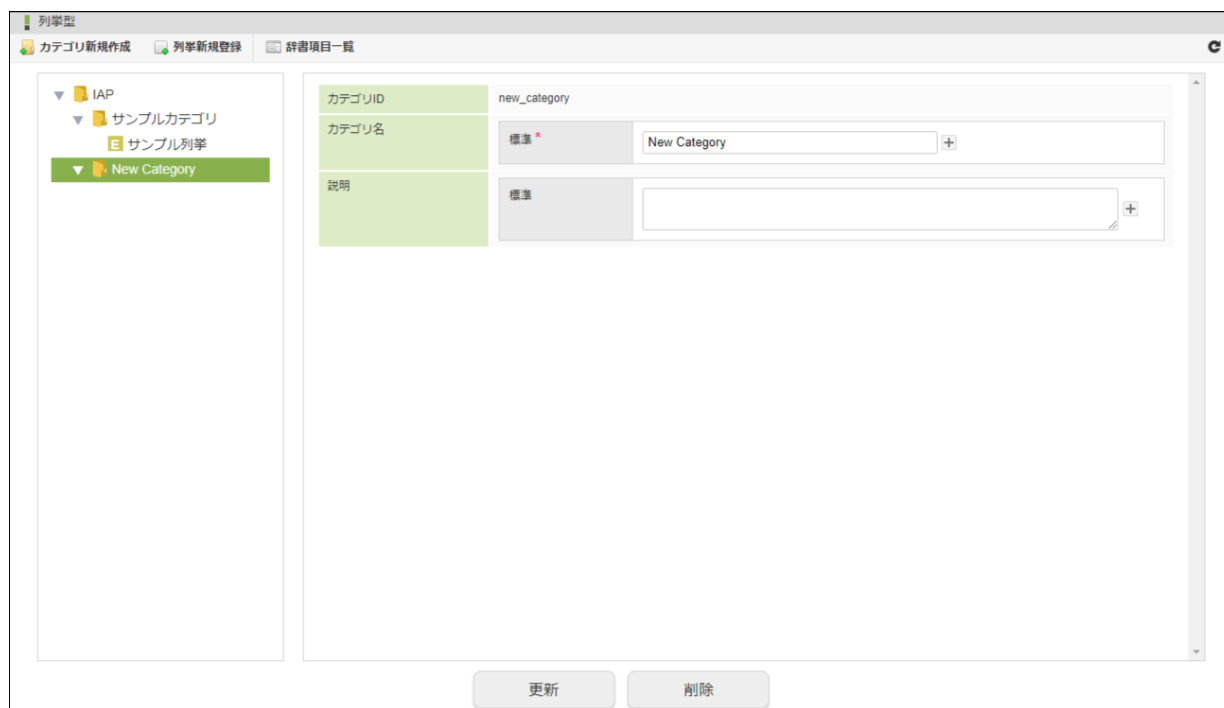 列挙型
カテゴリ新規作成 列挙新規登録 辞書項目一覧
IAP
サンプルカテゴリ
E サンプル列挙
New Category
カテゴリID new_category
カテゴリ名 標準* New Category +
説明 標準 +
更新 削除